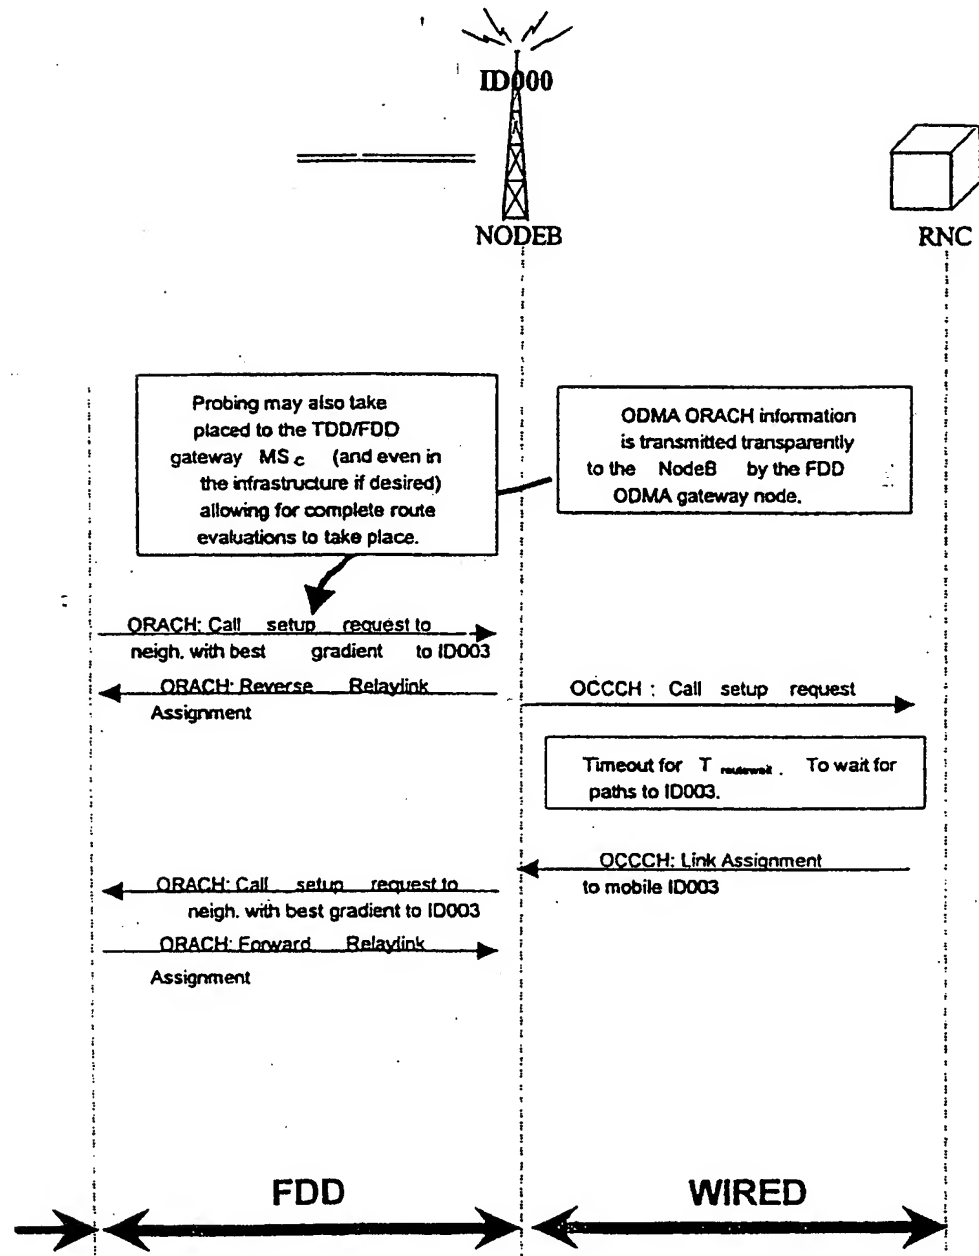 ID000
NODEB
RNC
Probing may also take
placed to the TDD/FDD
gateway MS c (and even in
the infrastructure if desired)
allowing for complete route
evaluations to take place.
ODMA ORACH information
is transmitted transparently
to the NodeB by the FDD
ODMA gateway node.
ORACH: Call setup request to
neigh. with best gradient to ID003
ORACH: Reverse Relaylink
Assignment
OCCCH : Call setup request
Timeout for T routewait . To wait for
paths to ID003.
OCCCH: Link Assignment
to mobile ID003
ORACH: Call setup request to
neigh. with best gradient to ID003
ORACH: Forward Relaylink
Assignment
FDD
WIRED